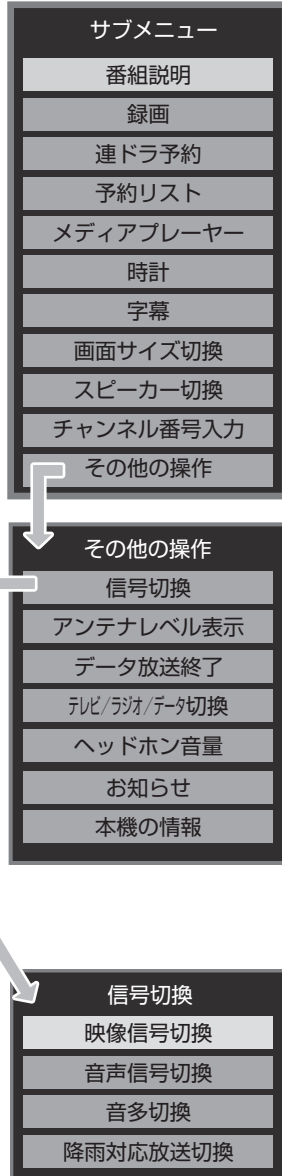 サブメニュー
番組説明
録画
連ドラ予約
予約リスト
メディアプレーヤー
時計
字幕
画面サイズ切換
スピーカー切換
チャンネル番号入力
その他の操作
その他の操作
信号切換
アンテナレベル表示
データ放送終了
テレビ/ラジオ/データ切換
ヘッドホン音量
お知らせ
本機の情報
信号切換
映像信号切換
音声信号切換
音多切換
降雨対応放送切換